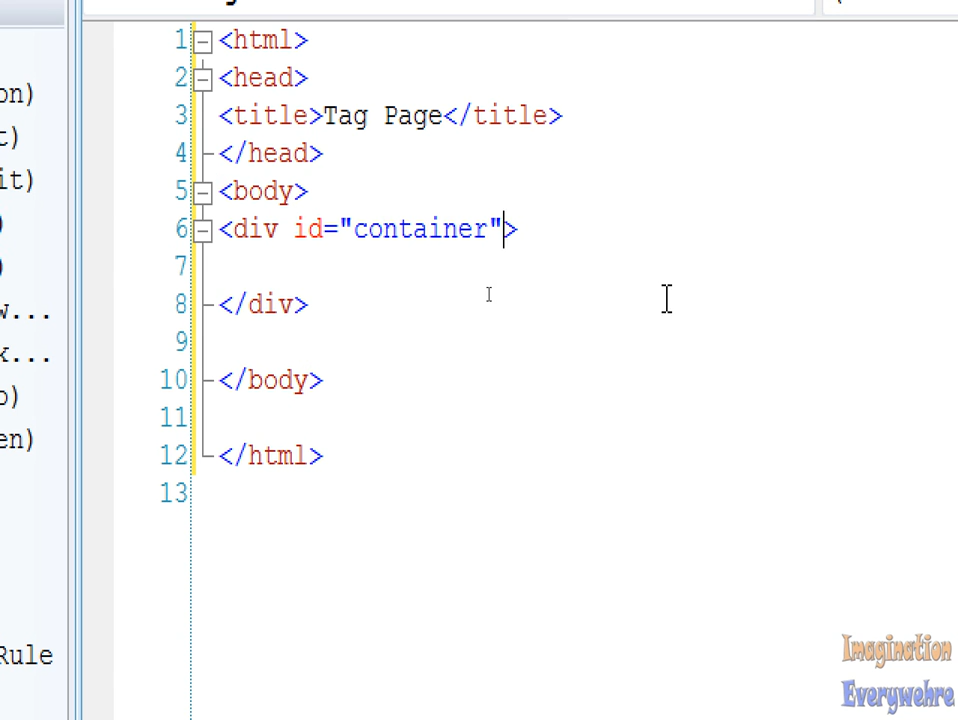 on)
t)
it)
)
)
w...
x...
o)
en)
Rule
1 <html>
2 <head>
3 <title>Tag Page</title>
4 </head>
5 <body>
6 <div id="container">
7
8 </div>
9
10 </body>
11
12 </html>
13
Imagination
Everywehre